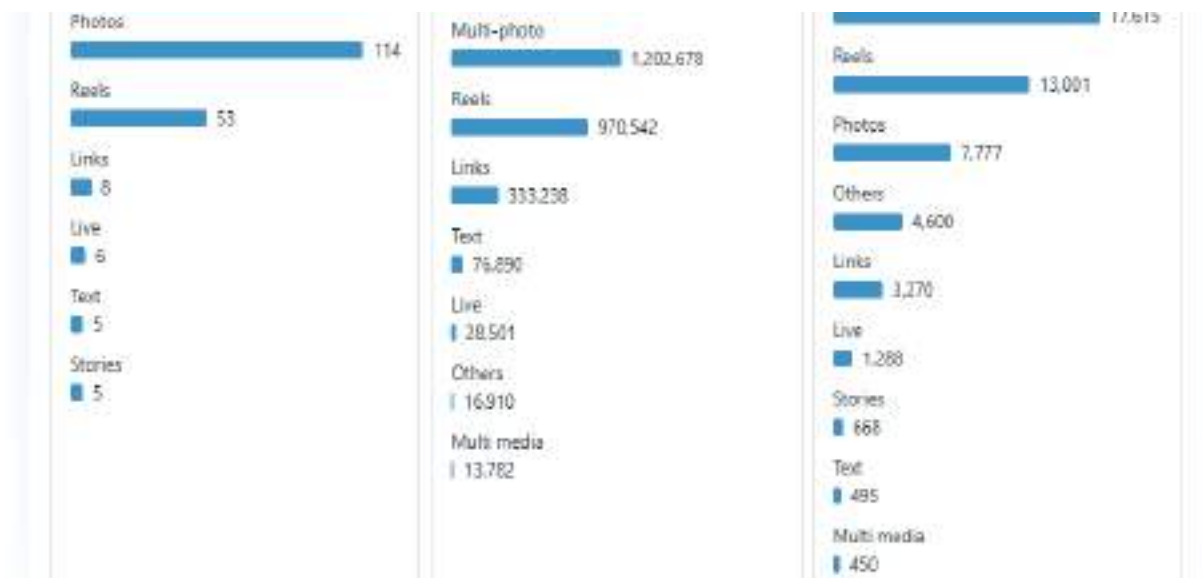 Photos
114
Reels
53
Links
8
Live
6
Text
5
Stories
5
Multi-photo
1,202,678
Reels
970,542
Links
333,238
Text
76,890
Live
28,501
Others
16,910
Multi media
13,782
17,615
Reels
13,001
Photos
7,777
Others
4,600
Links
3,270
Live
1,288
Stories
668
Text
495
Multi media
450